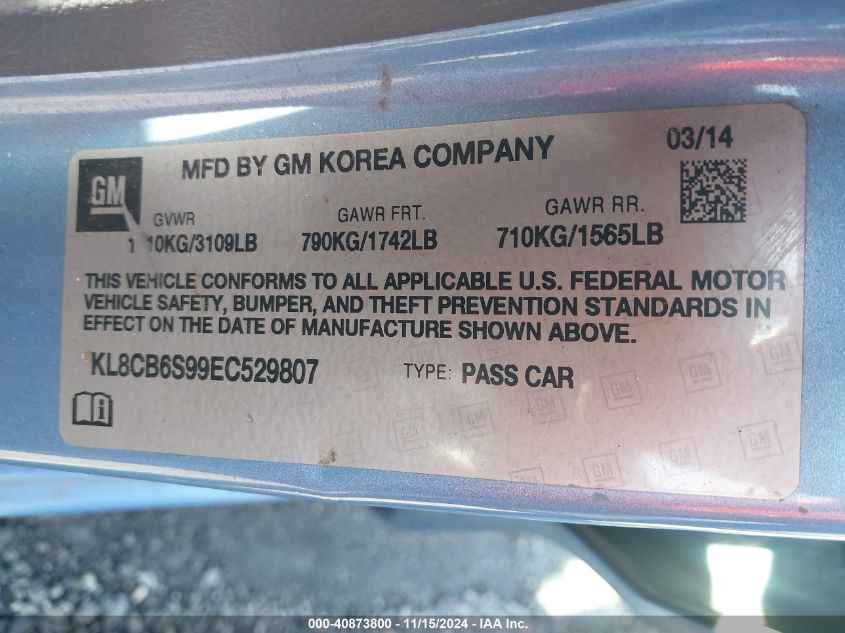 GM
MFD BY GM KOREA COMPANY
03/14
GVWR
GAWR FRT.
GAWR RR.
10KG/3109LB
790KG/1742LB
710KG/1565LB
THIS VEHICLE CONFORMS TO ALL APPLICABLE U.S. FEDERAL MOTOR
VEHICLE SAFETY, BUMPER, AND THEFT PREVENTION STANDARDS IN
EFFECT ON THE DATE OF MANUFACTURE SHOWN ABOVE.
KL8CB6S99EC529807
TYPE: PASS CAR
000-40873800 - 11/15/2024 - IAA Inc.